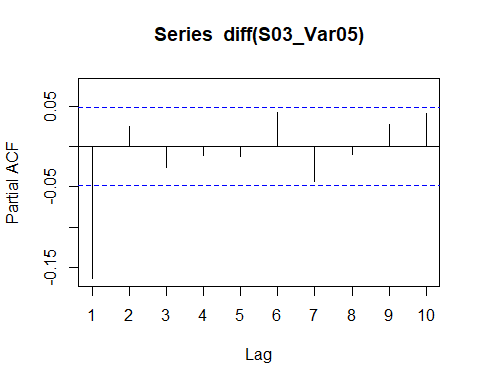 Series  diff(S03_Var05)
Partial ACF
0.05
-0.05
-0.15
1 2 3 4 5 6 7 8 9 10
Lag